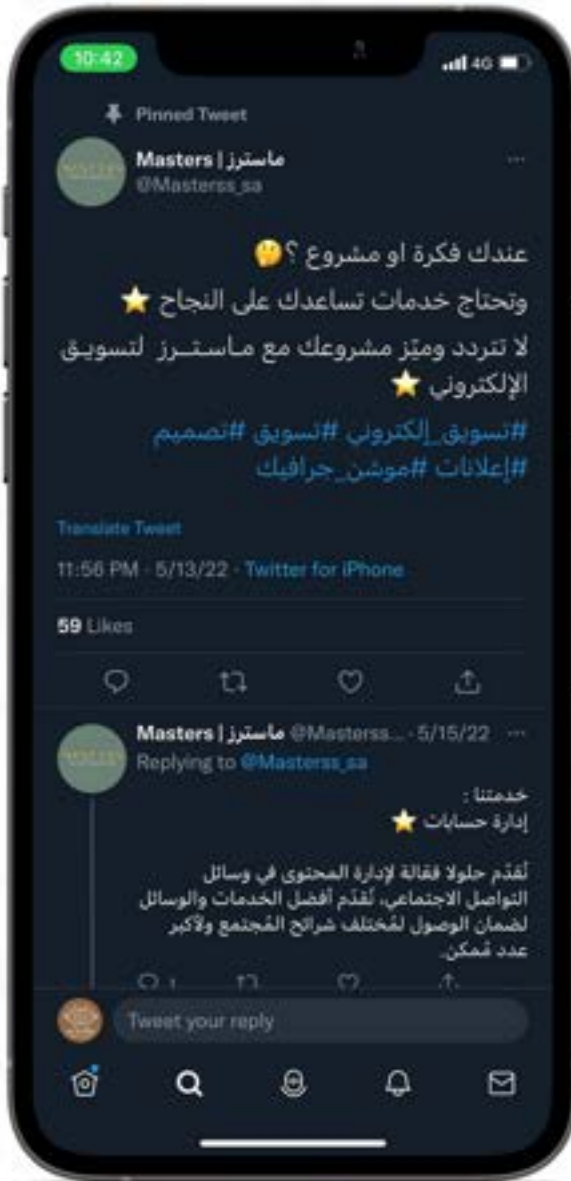 10:42
4G
Pinned Tweet
Masters | ماسترز
@Masterss_sa
عندك فكرة او مشروع ؟🤔
وتحتاج خدمات تساعدك على النجاح ⭐
لا تتردد وميّز مشروعك مع مـاسـتــرز لتسويـق
الإلكتروني ⭐
#تسويق_إلكتروني #تسويق #تصميم
#إعلانات #موشن_جرافيك
Translate Tweet
11:56 PM · 5/13/22 · Twitter for iPhone
59 Likes
Masters | ماسترز @Masterss... · 5/15/22
Replying to @Masterss_sa
خدمتنا :
إدارة حسابات ⭐
نُقدّم حلولا فعّالة لإدارة المحتوى في وسائل
التواصل الاجتماعي، نُقدّم أفضل الخدمات والوسائل
لضمان الوصول لمُختلف شرائح المُجتمع ولأكبر
عدد مُمكن.
1
Tweet your reply